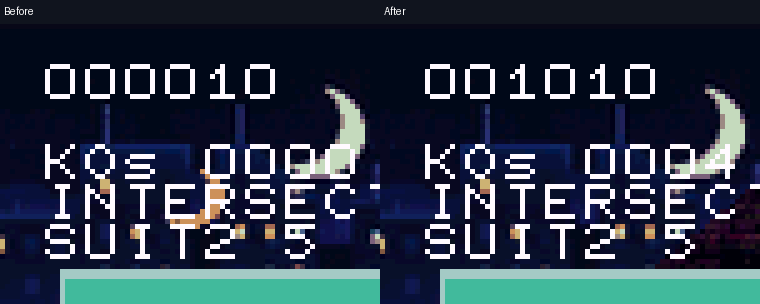 Before
000010
KOs 0000
INTERSECT
SUIT2 5
After
001010
KOs 0004
INTERSECT
SUIT2 5